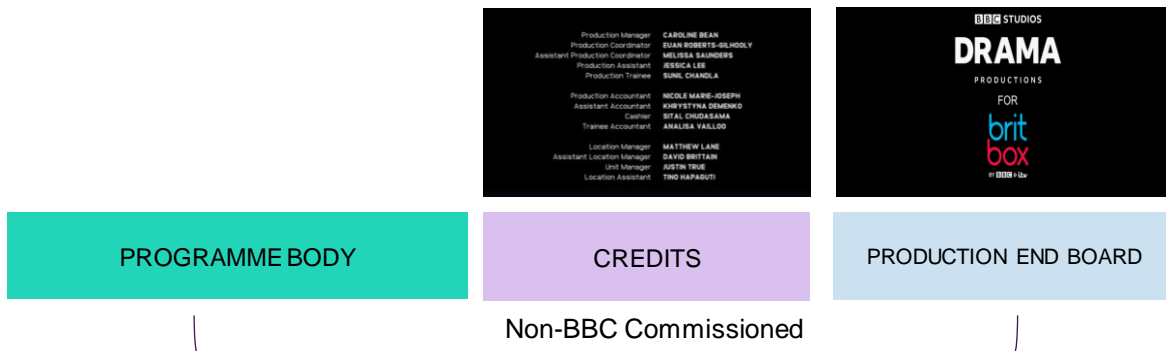 Production Manager CAROLINE BEAN
Production Coordinator EUAN ROBERTS-GILHOOLY
Assistant Production Coordinator MELISSA SAUNDERS
Production Assistant JESSICA LEE
Production Trainee SUNIL CHANDLA
Production Accountant NICOLE MARIE-JOSEPH
Assistant Accountant KHRYSTYNA DEMENKO
Cashier SITAL CHUDASAMA
Trainee Accountant ANALISA VAILLOO
Location Manager MATTHEW LANE
Assistant Location Manager DAVID BRITTAIN
Unit Manager JUSTIN TRUE
Location Assistant TINO HAPAGUTI
BBC STUDIOS
DRAMA
PRODUCTIONS
FOR
brit
box
BY BBC & itv
PROGRAMME BODY
CREDITS
PRODUCTION END BOARD
Non-BBC Commissioned